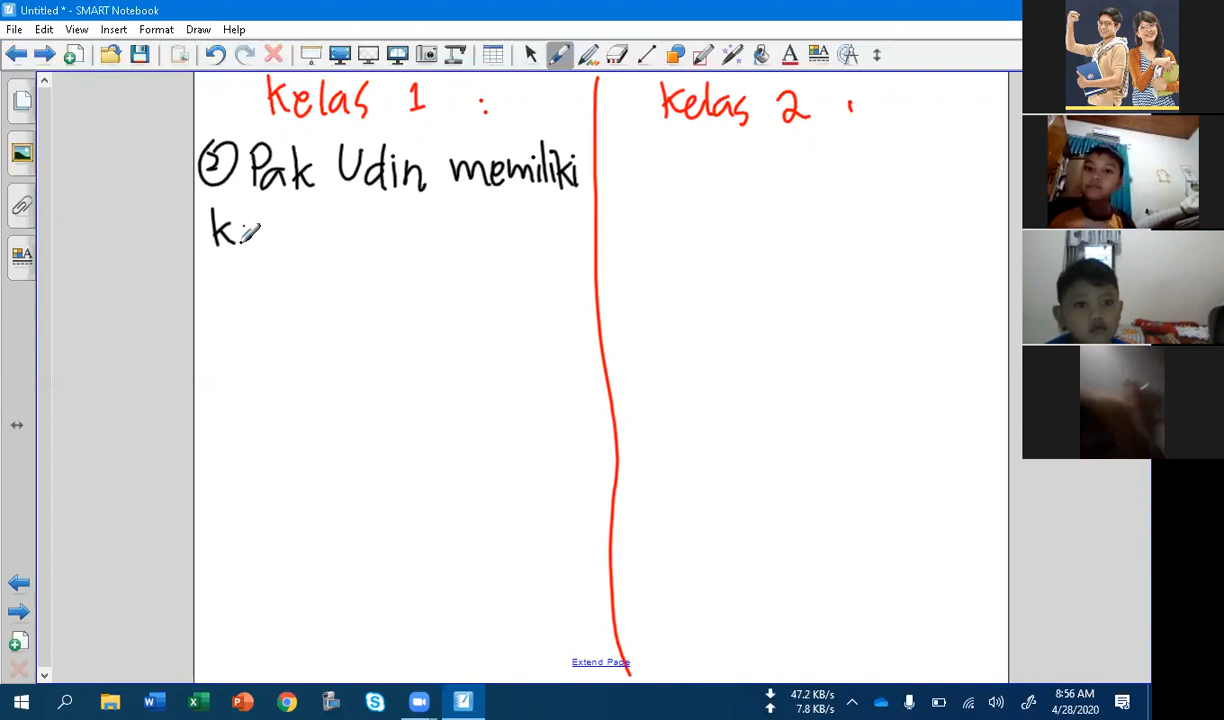 Untitled * - SMART Notebook
File Edit View Insert Format Draw Help
Kelas 1 :
Kelas 2 .
② Pak Udin memiliki
k
Extend Page
47.2 KB/s
7.8 KB/s
8:56 AM
4/28/2020